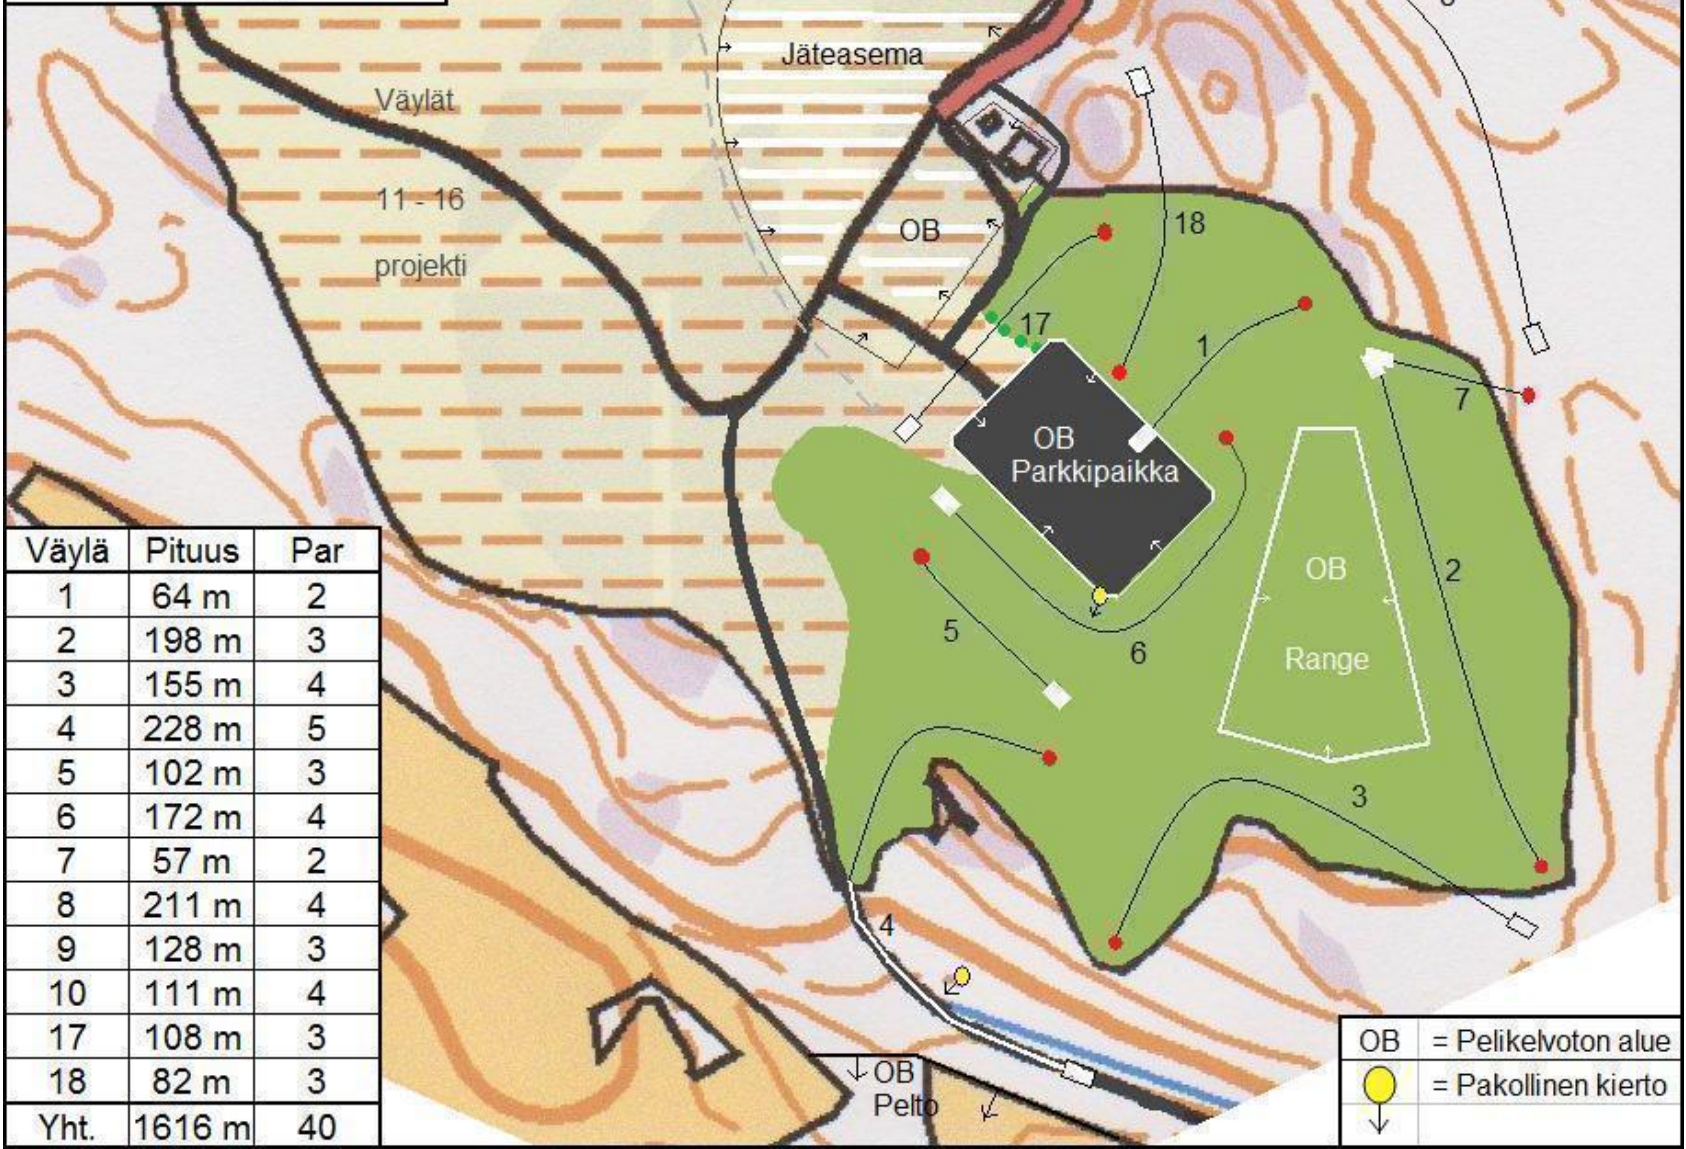 Jäteasema
Väylät
11 - 16
projekti
OB
18
17
1
7
OB
Parkkipaikka
OB
2
5
6
Range
3
4
OB
Pelto
Väylä Pituus Par
1 64 m 2
2 198 m 3
3 155 m 4
4 228 m 5
5 102 m 3
6 172 m 4
7 57 m 2
8 211 m 4
9 128 m 3
10 111 m 4
17 108 m 3
18 82 m 3
Yht. 1616 m 40
OB = Pelikelvoton alue
= Pakollinen kierto